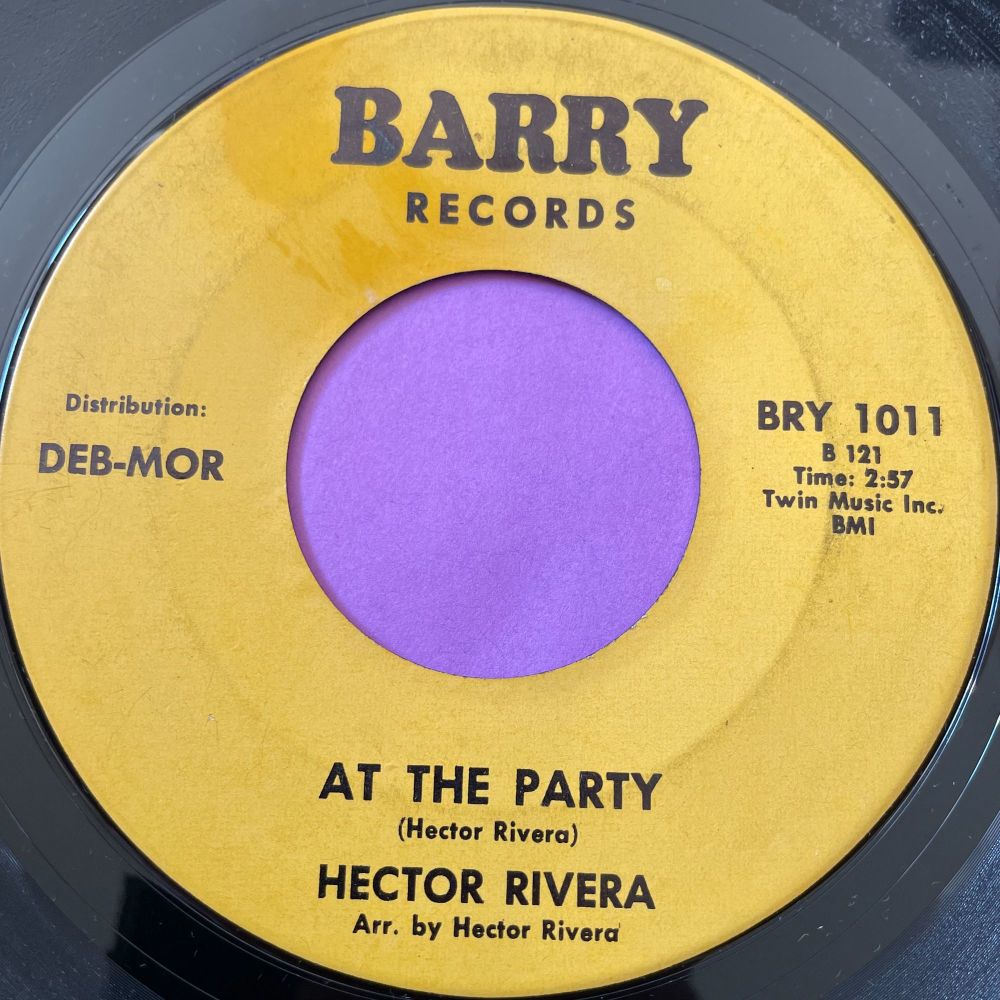 BARRY
RECORDS
Distribution:
DEB-MOR
BRY 1011
B 121
Time: 2:57
Twin Music Inc.
BMI
AT THE PARTY
(Hector Rivera)
HECTOR RIVERA
Arr. by Hector Rivera